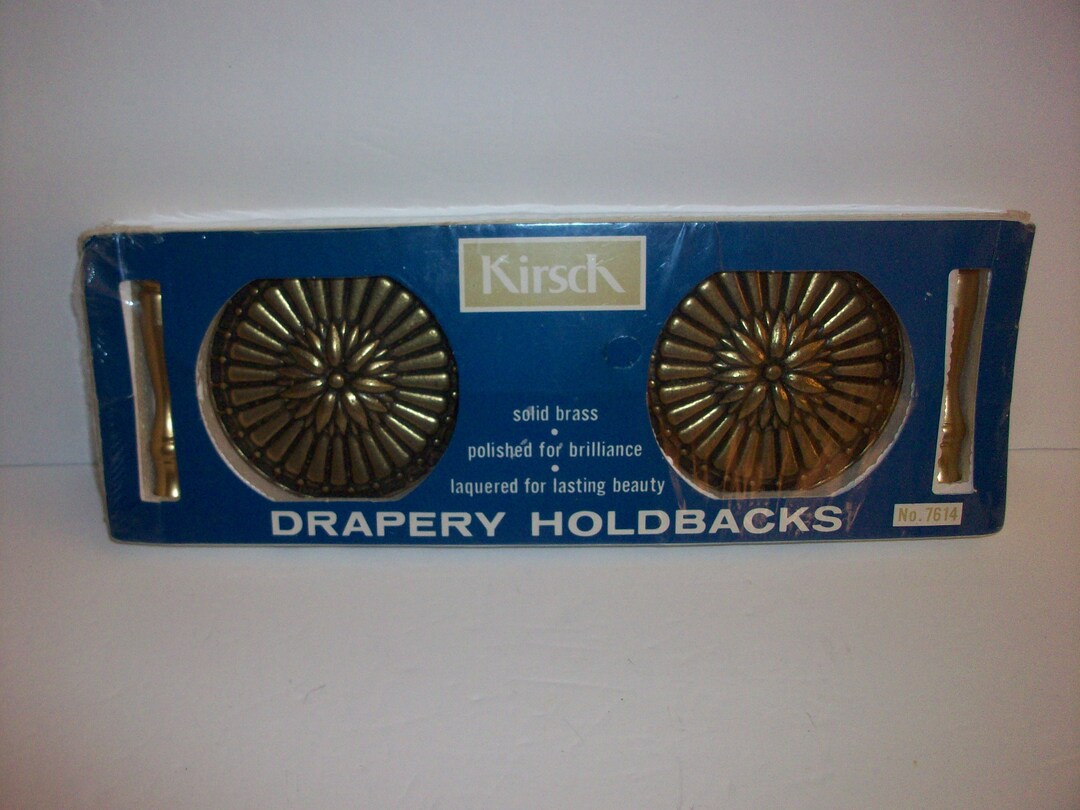 Kirsch
solid brass
•
polished for brilliance
•
laquered for lasting beauty
DRAPERY HOLDBACKS
No. 7614